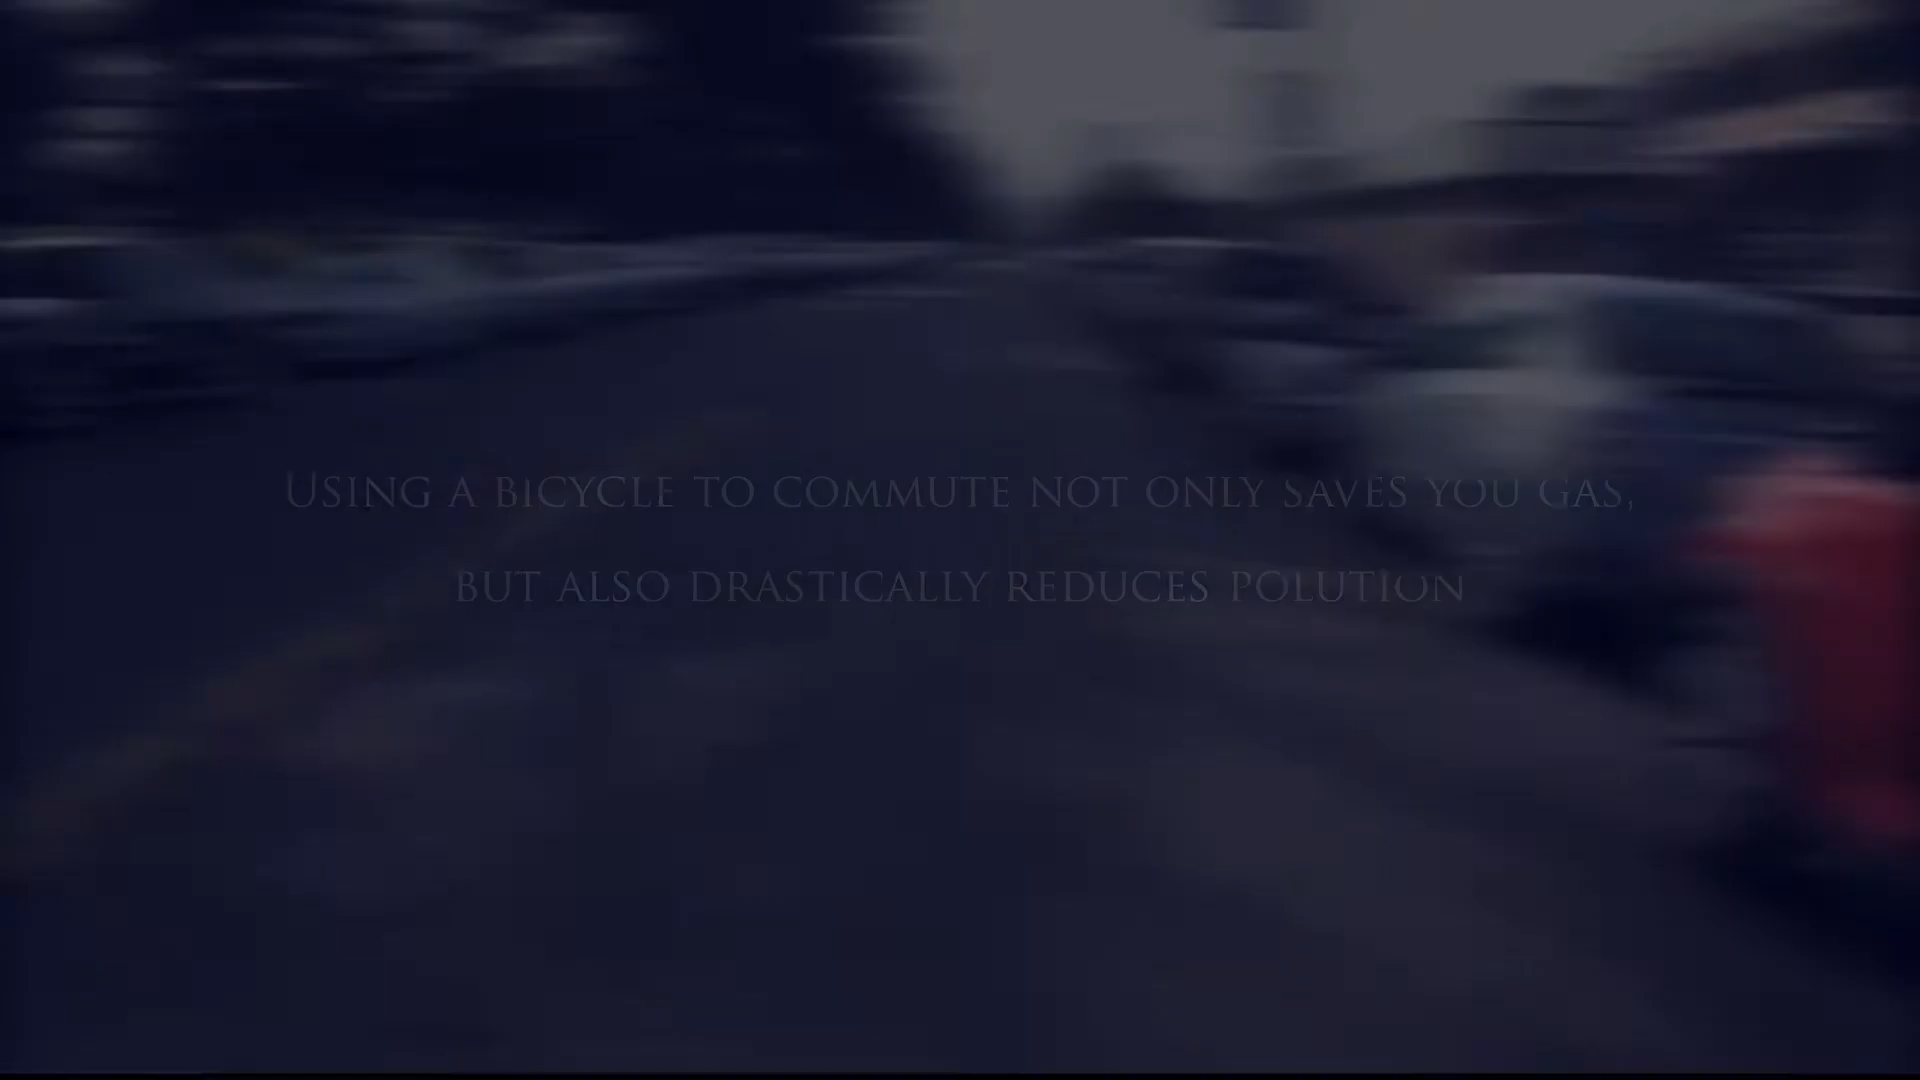 Using a bicycle to commute not only saves you gas,
but also drastically reduces polution